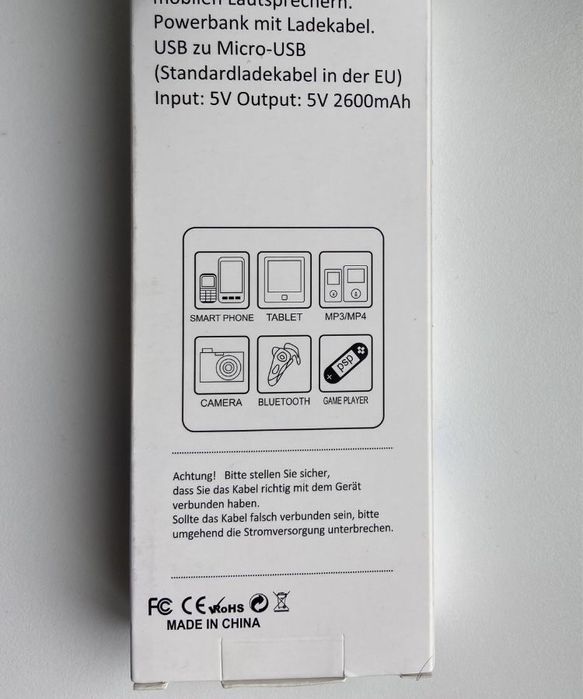 mobilen Lautsprechern.
Powerbank mit Ladekabel.
USB zu Micro-USB
(Standardladekabel in der EU)
Input: 5V Output: 5V 2600mAh
SMART PHONE TABLET MP3/MP4
psp
CAMERA BLUETOOTH GAME PLAYER
Achtung! Bitte stellen Sie sicher,
dass Sie das Kabel richtig mit dem Gerät
verbunden haben.
Sollte das Kabel falsch verbunden sein, bitte
umgehend die Stromversorgung unterbrechen.
FC CE RoHS
MADE IN CHINA